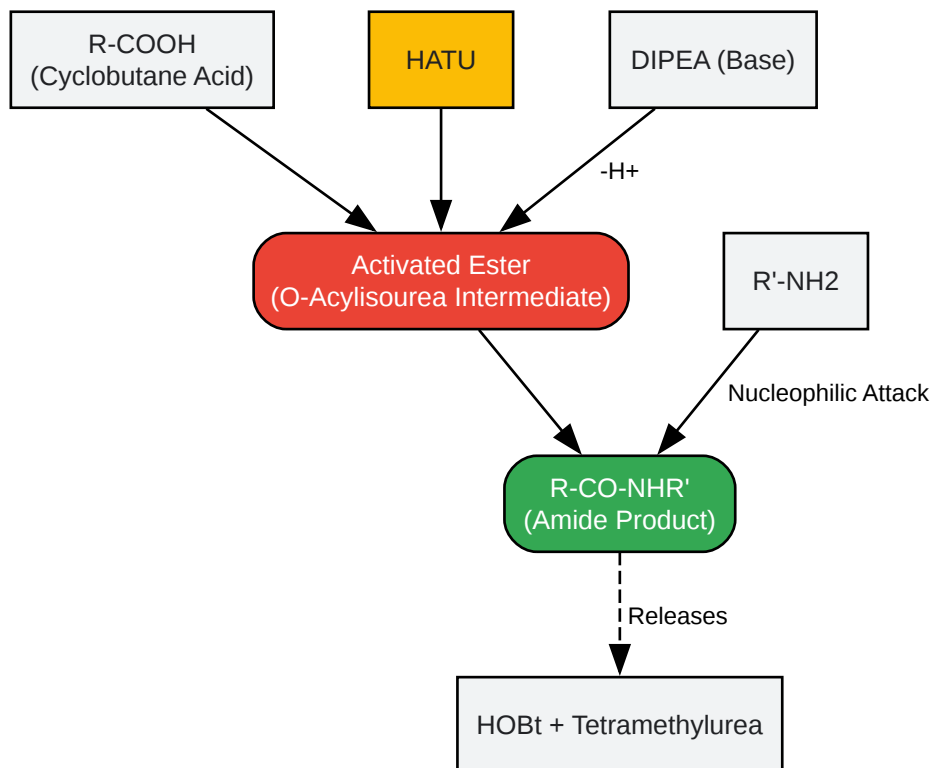 R-COOH
(Cyclobutane Acid)
HATU
DIPEA (Base)
-H+
Activated Ester
(O-Acylisourea Intermediate)
R'-NH2
Nucleophilic Attack
R-CO-NHR'
(Amide Product)
Releases
HOBt + Tetramethylurea